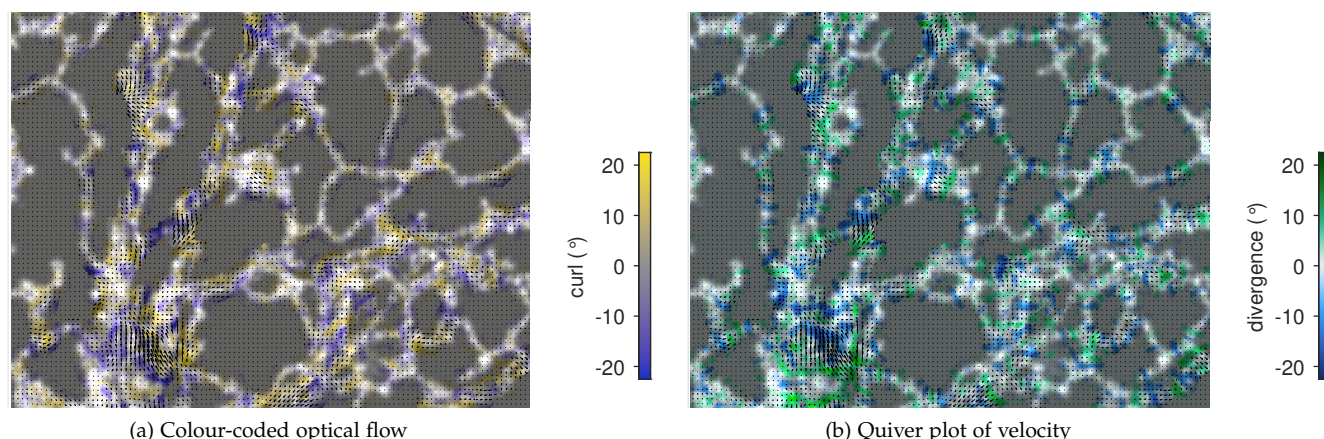 20
10
0
-10
-20
curl (°)
20
10
0
-10
-20
divergence (°)
(a) Colour-coded optical flow
(b) Quiver plot of velocity